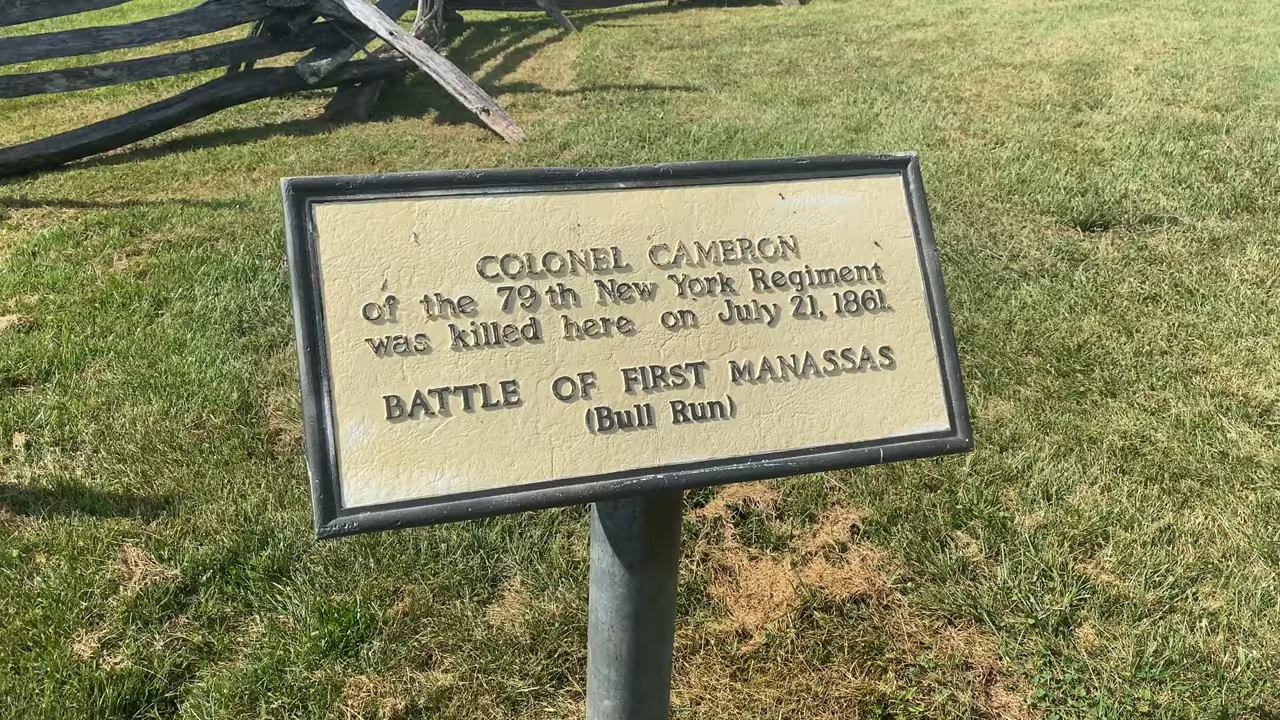 COLONEL CAMERON
of the 79th New York Regiment
was killed here on July 21, 1861.
BATTLE OF FIRST MANASSAS
(Bull Run)